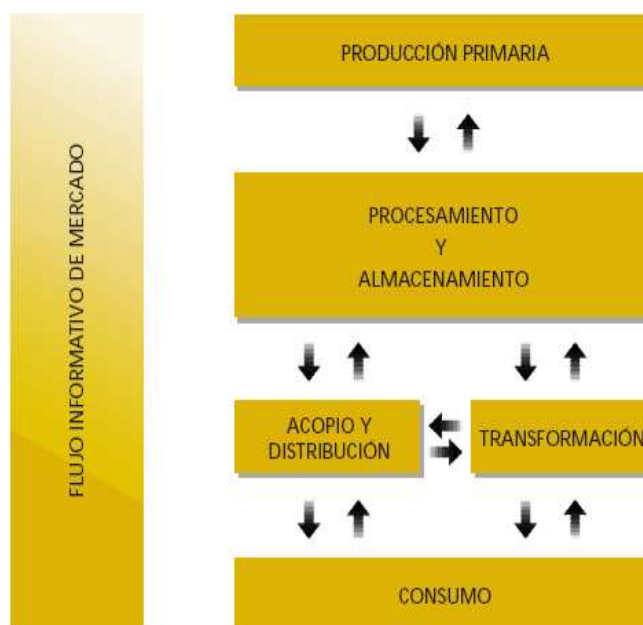 FLUJO INFORMATIVO DE MERCADO
PRODUCCIÓN PRIMARIA
PROCESAMIENTO
Y
ALMACENAMIENTO
ACOPIO Y
DISTRIBUCIÓN
TRANSFORMACIÓN
CONSUMO